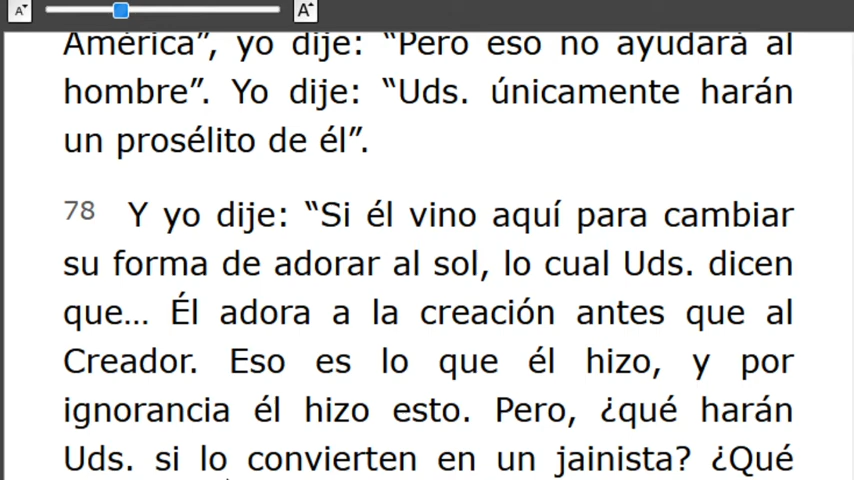 A A
América”, yo dije: “Pero eso no ayudará al
hombre”. Yo dije: “Uds. únicamente harán
un prosélito de él”.
78 Y yo dije: “Si él vino aquí para cambiar
su forma de adorar al sol, lo cual Uds. dicen
que… Él adora a la creación antes que al
Creador. Eso es lo que él hizo, y por
ignorancia él hizo esto. Pero, ¿qué harán
Uds. si lo convierten en un jainista? ¿Qué